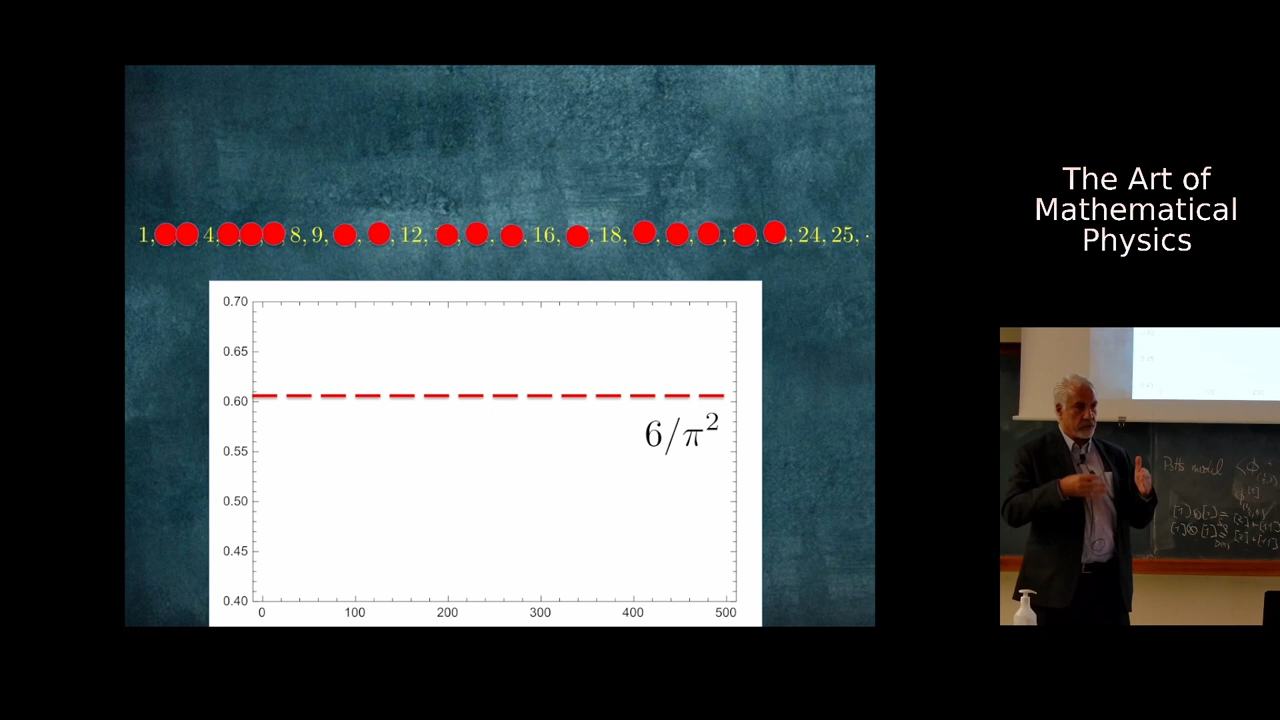 The Art of
Mathematical
Physics
1, 4, 8, 9, , 12, 16, 18, , 24, 25, ·
0.70
0.65
0.60
0.55
0.50
0.45
0.40
6/π²
0 100 200 300 400 500
Potts model